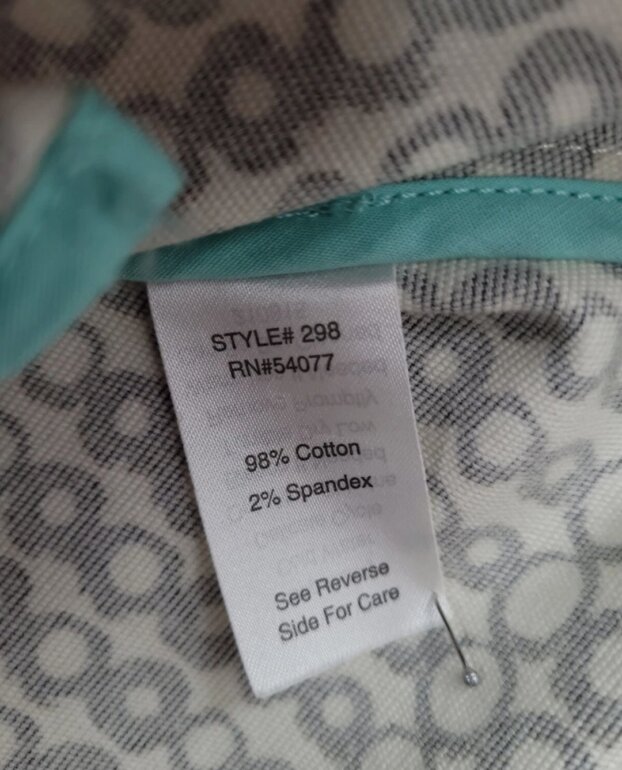 STYLE# 298
RN#54077
98% Cotton
2% Spandex
See Reverse
Side For Care